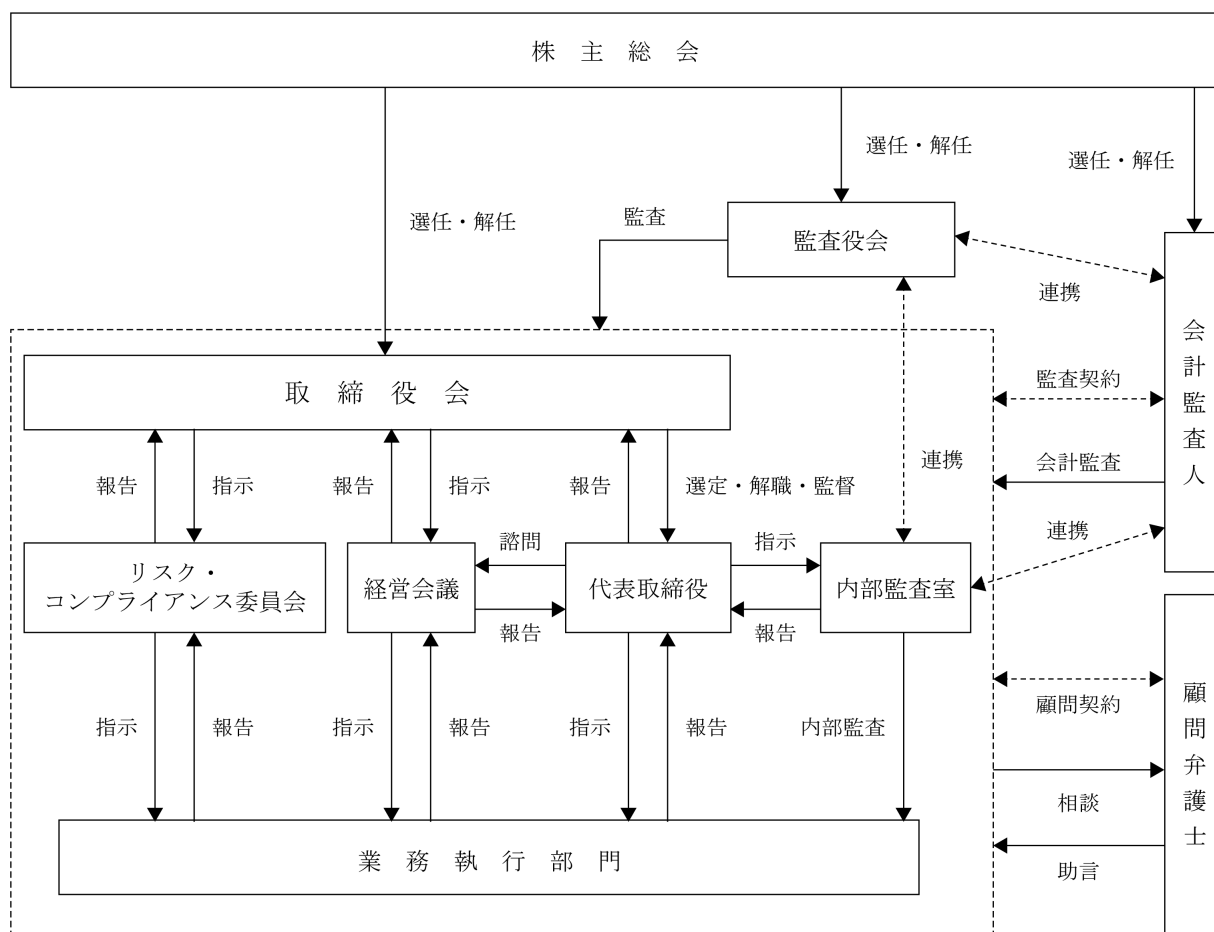 株主総会
選任・解任
選任・解任
選任・解任
監査
監査役会
連携
会計監査人
取締役会
監査契約
連携
会計監査
報告
指示
報告
指示
報告
選定・解職・監督
連携
諮問
指示
リスク・
コンプライアンス委員会
経営会議
代表取締役
内部監査室
報告
報告
顧問弁護士
顧問契約
指示
報告
指示
報告
指示
報告
内部監査
相談
助言
業務執行部門